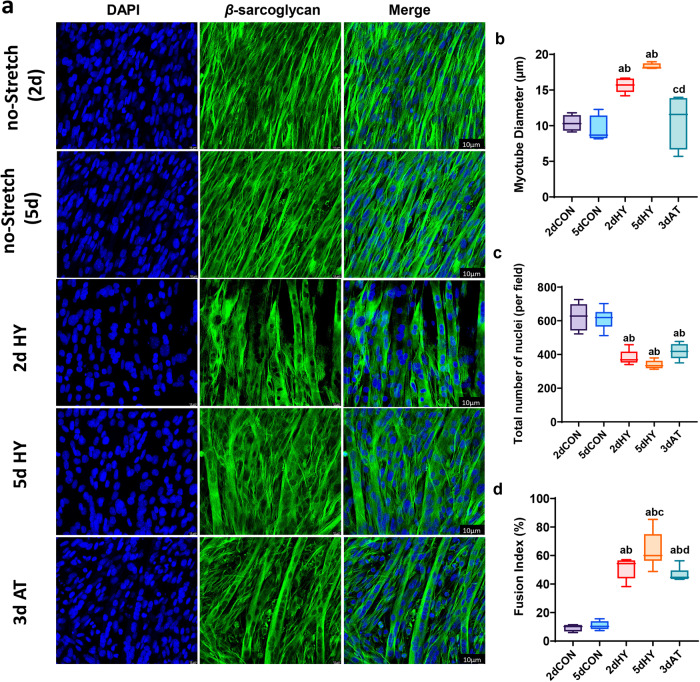 a
DAPI
β-sarcoglycan
Merge
no-Stretch
(2d)
10μm
no-Stretch
(5d)
10μm
2d HY
10μm
5d HY
10μm
3d AT
10μm
b
Myotube Diameter (μm)
20
15
10
5
0
ab
ab
cd
2dCON
5dCON
2dHY
5dHY
3dAT
c
Total number of nuclei (per field)
800
600
400
200
0
ab
ab
ab
2dCON
5dCON
2dHY
5dHY
3dAT
d
Fusion Index (%)
100
80
60
40
20
0
ab
abc
abd
2dCON
5dCON
2dHY
5dHY
3dAT